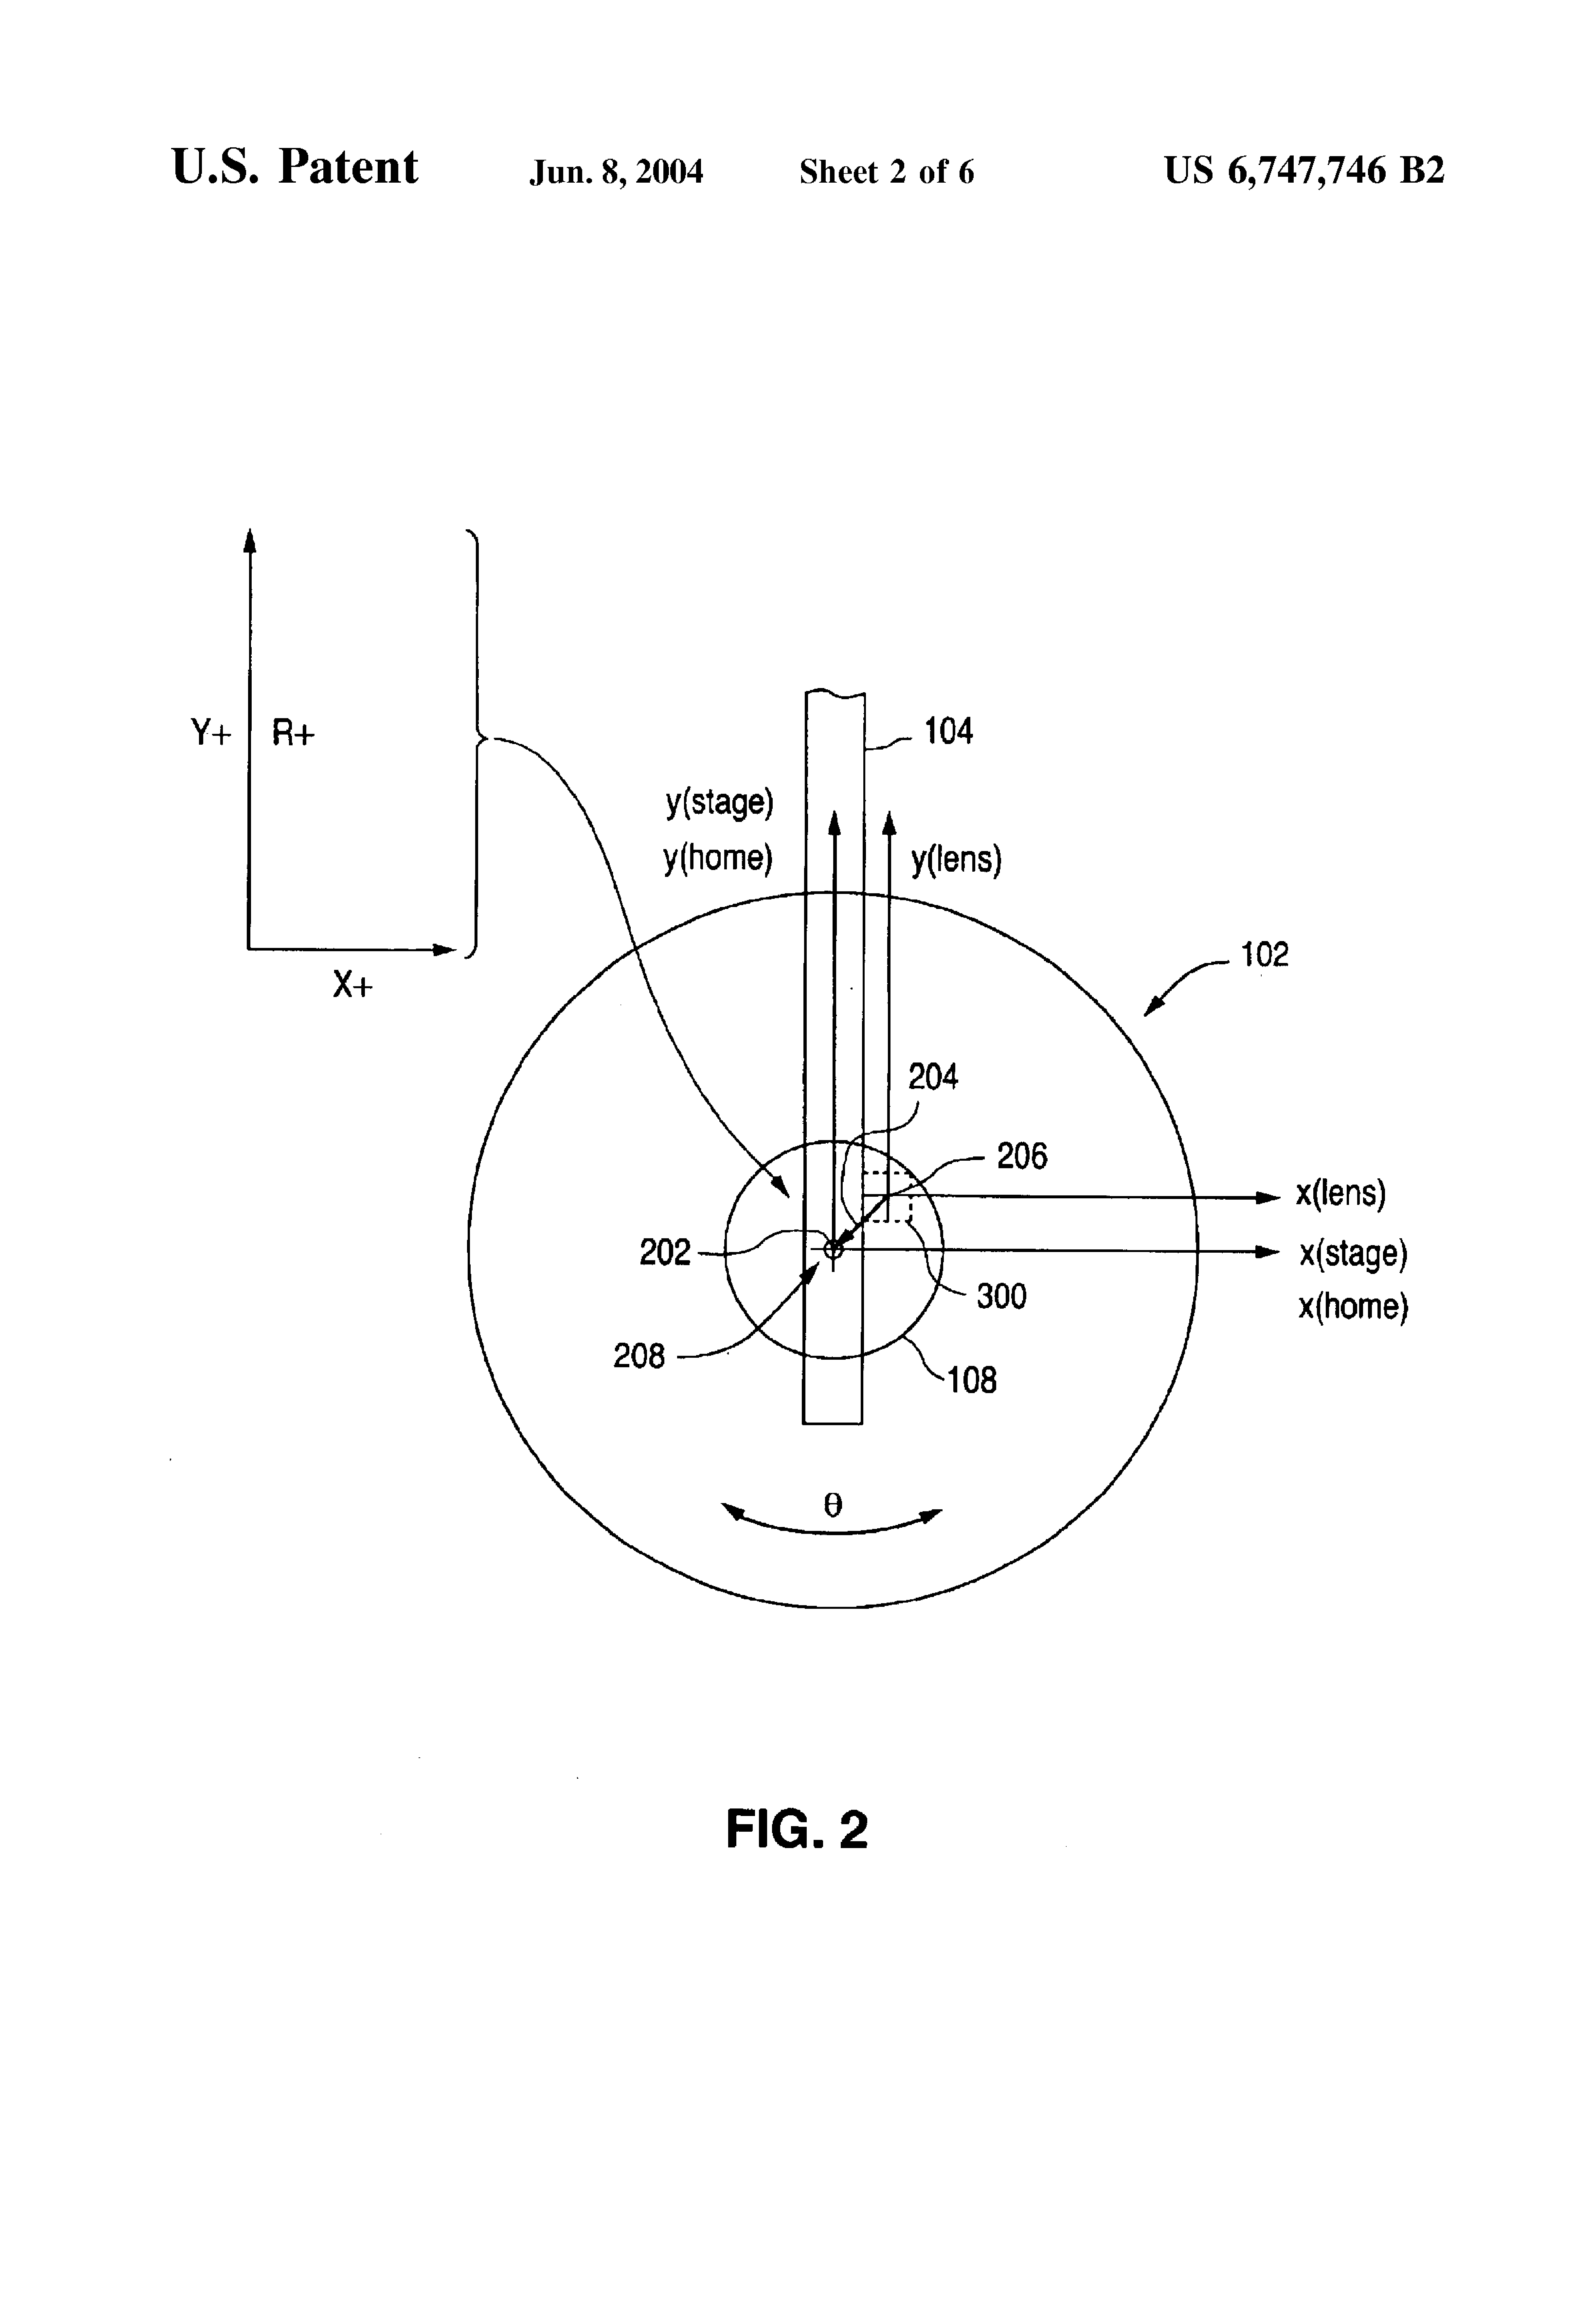 U.S. Patent Jun. 8, 2004 Sheet 2 of 6 US 6,747,746 B2
Y+ R+
X+
104
y(stage)
y(home)
y(lens)
102
204
206
x(lens)
202
x(stage)
300
x(home)
208
108
θ
FIG. 2